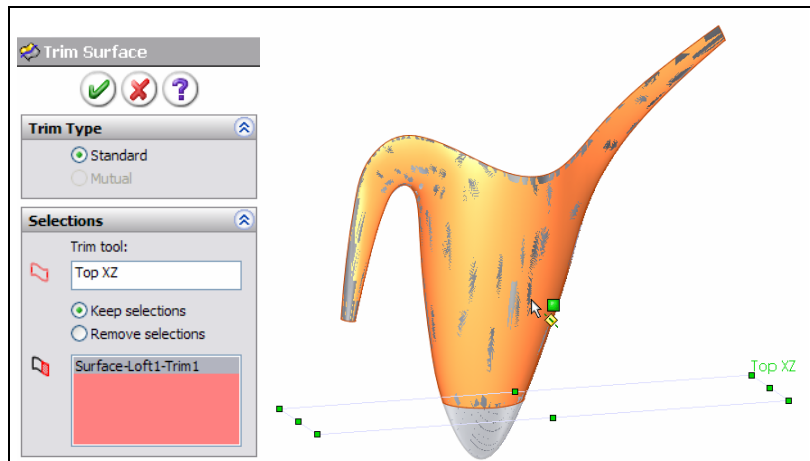 Trim Surface
?
Trim Type
Standard
Mutual
Selections
Trim tool:
Top XZ
Keep selections
Remove selections
Surface-Loft1-Trim1
Top XZ